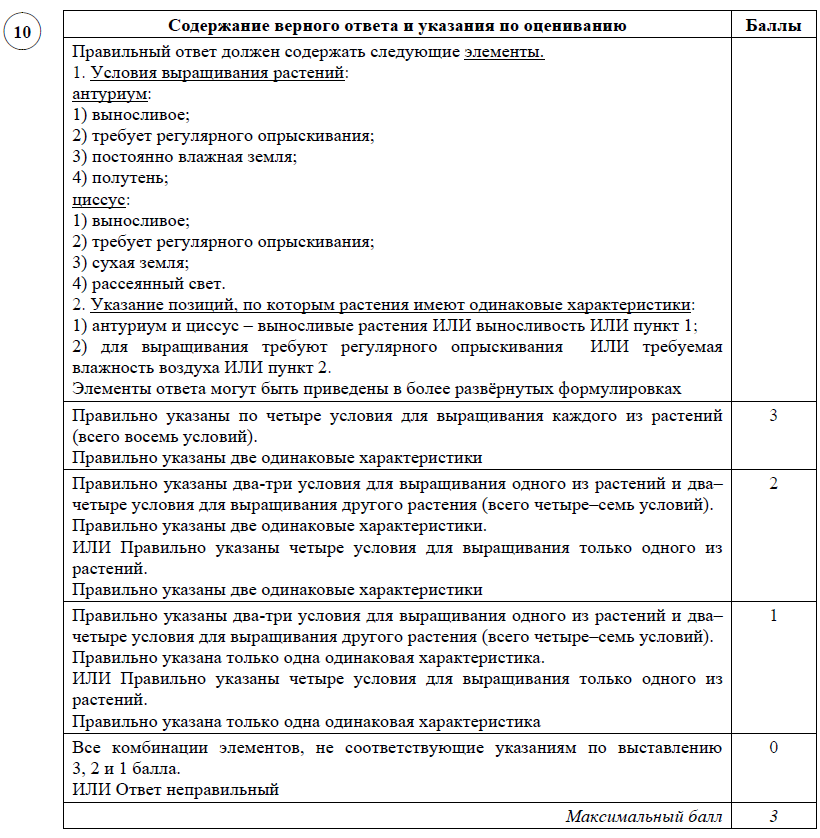 10
Содержание верного ответа и указания по оцениванию
Баллы
Правильный ответ должен содержать следующие элементы.
1. Условия выращивания растений:
антуриум:
1) выносливое;
2) требует регулярного опрыскивания;
3) постоянно влажная земля;
4) полутень;
циссус:
1) выносливое;
2) требует регулярного опрыскивания;
3) сухая земля;
4) рассеянный свет.
2. Указание позиций, по которым растения имеют одинаковые характеристики:
1) антуриум и циссус – выносливые растения ИЛИ выносливость ИЛИ пункт 1;
2) для выращивания требуют регулярного опрыскивания ИЛИ требуемая
влажность воздуха ИЛИ пункт 2.
Элементы ответа могут быть приведены в более развёрнутых формулировках
Правильно указаны по четыре условия для выращивания каждого из растений
(всего восемь условий).
Правильно указаны две одинаковые характеристики
3
Правильно указаны два-три условия для выращивания одного из растений и два–
четыре условия для выращивания другого растения (всего четыре–семь условий).
Правильно указаны две одинаковые характеристики.
ИЛИ Правильно указаны четыре условия для выращивания только одного из
растений.
Правильно указаны две одинаковые характеристики
2
Правильно указаны два-три условия для выращивания одного из растений и два–
четыре условия для выращивания другого растения (всего четыре–семь условий).
Правильно указана только одна одинаковая характеристика.
ИЛИ Правильно указаны четыре условия для выращивания только одного из
растений.
Правильно указана только одна одинаковая характеристика
1
Все комбинации элементов, не соответствующие указаниям по выставлению
3, 2 и 1 балла.
ИЛИ Ответ неправильный
0
Максимальный балл
3